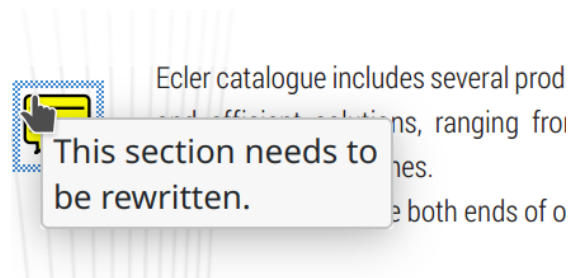 Ecler catalogue includes several prod
ns, ranging fro
This section needs to
be rewritten.
nes.
both ends of o